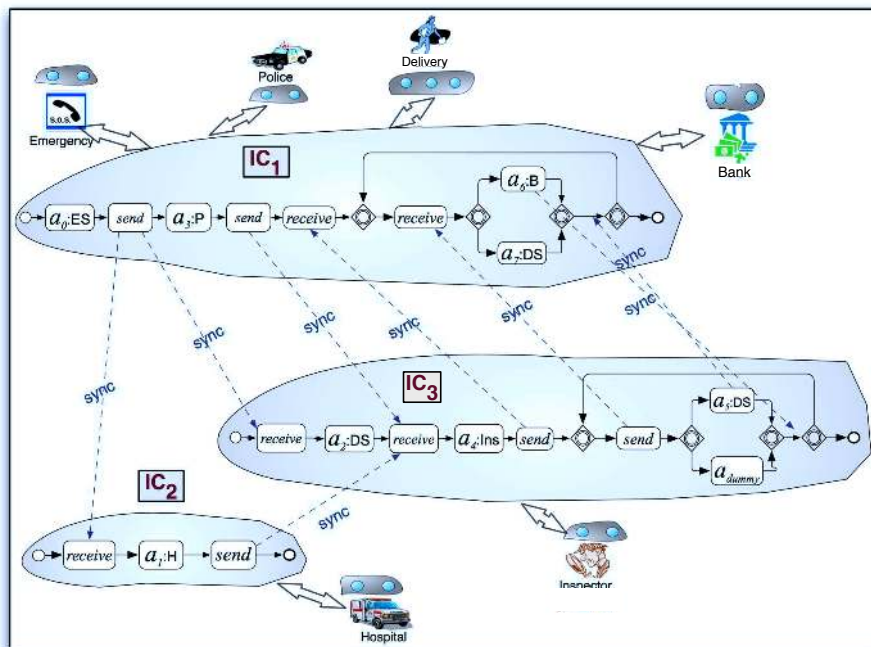 Delivery
Police
S.O.S.
Emergency
Bank
IC1
a6:B
a0:ES
send
a3:P
send
receive
receive
a7:DS
sync
sync
sync
sync
sync
sync
sync
IC3
a5:DS
receive
a2:DS
receive
a4:Ins
send
send
adummy
IC2
sync
receive
a1:H
send
Inspector
Hospital